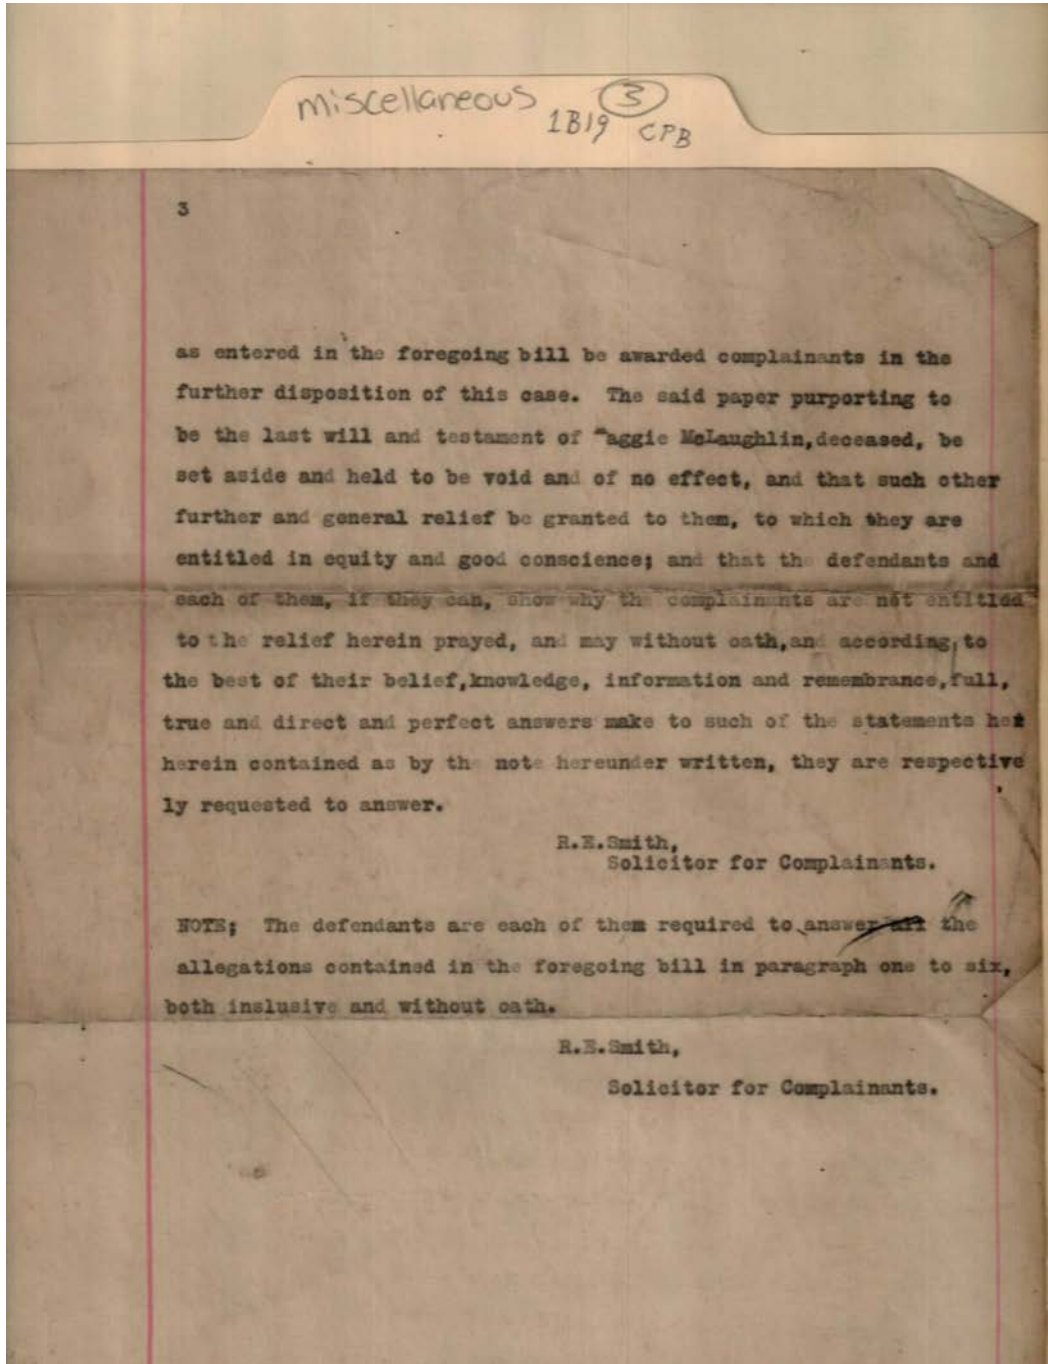 miscellaneous 3
1B19 CPB
3
as entered in the foregoing bill be awarded complainants in the
further disposition of this case. The said paper purporting to
be the last will and testament of "aggie McLaughlin,deceased, be
set aside and held to be void and of no effect, and that such other
further and general relief be granted to them, to which they are
entitled in equity and good conscience; and that the defendants and
each of them, if they can, show why the complainants are not entitled
to the relief herein prayed, and may without oath,and according, to
the best of their belief,knowledge, information and remembrance,full,
true and direct and perfect answers make to such of the statements
herein contained as by the note hereunder written, they are respective
ly requested to answer.
R.E.Smith,
Solicitor for Complainants.
NOTE; The defendants are each of them required to answer the
allegations contained in the foregoing bill in paragraph one to six,
both inslusive and without oath.
R.E.Smith,
Solicitor for Complainants.